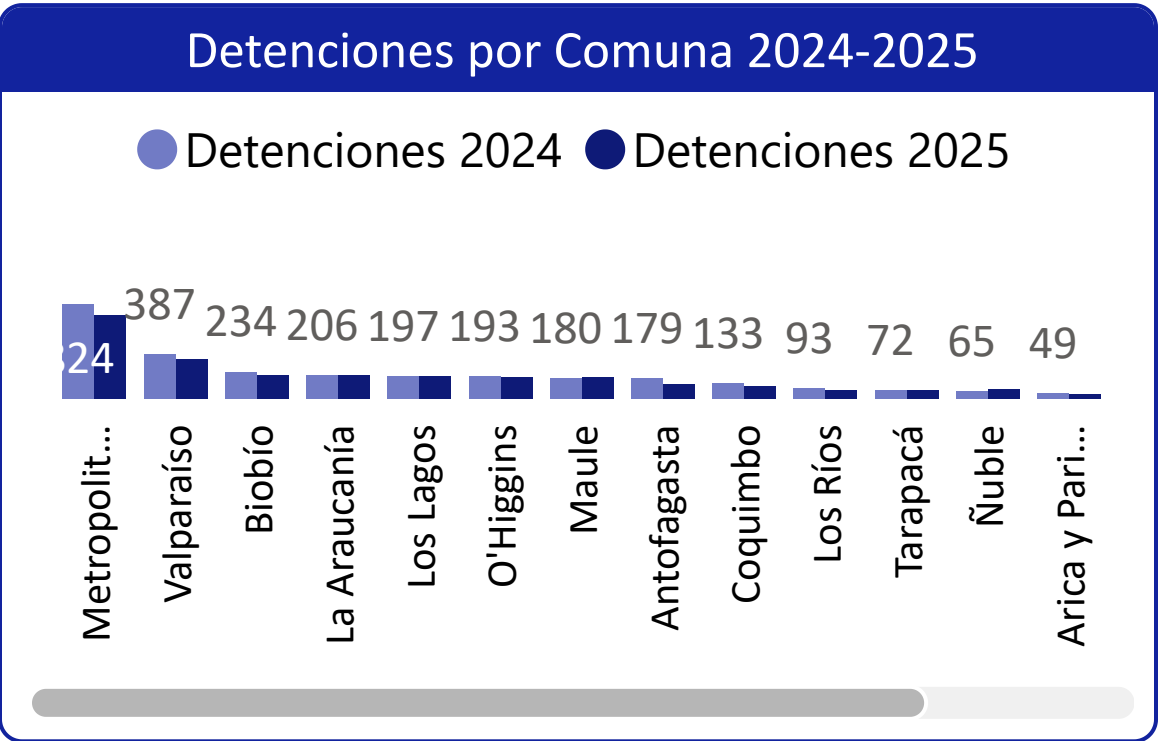 Detenciones por Comuna 2024-2025
Detenciones 2024 Detenciones 2025
387 234 206 197 193 180 179 133 93 72 65 49
Metropolit...
Valparaíso
Biobío
La Araucanía
Los Lagos
O'Higgins
Maule
Antofagasta
Coquimbo
Los Ríos
Tarapacá
Ñuble
Arica y Pari...